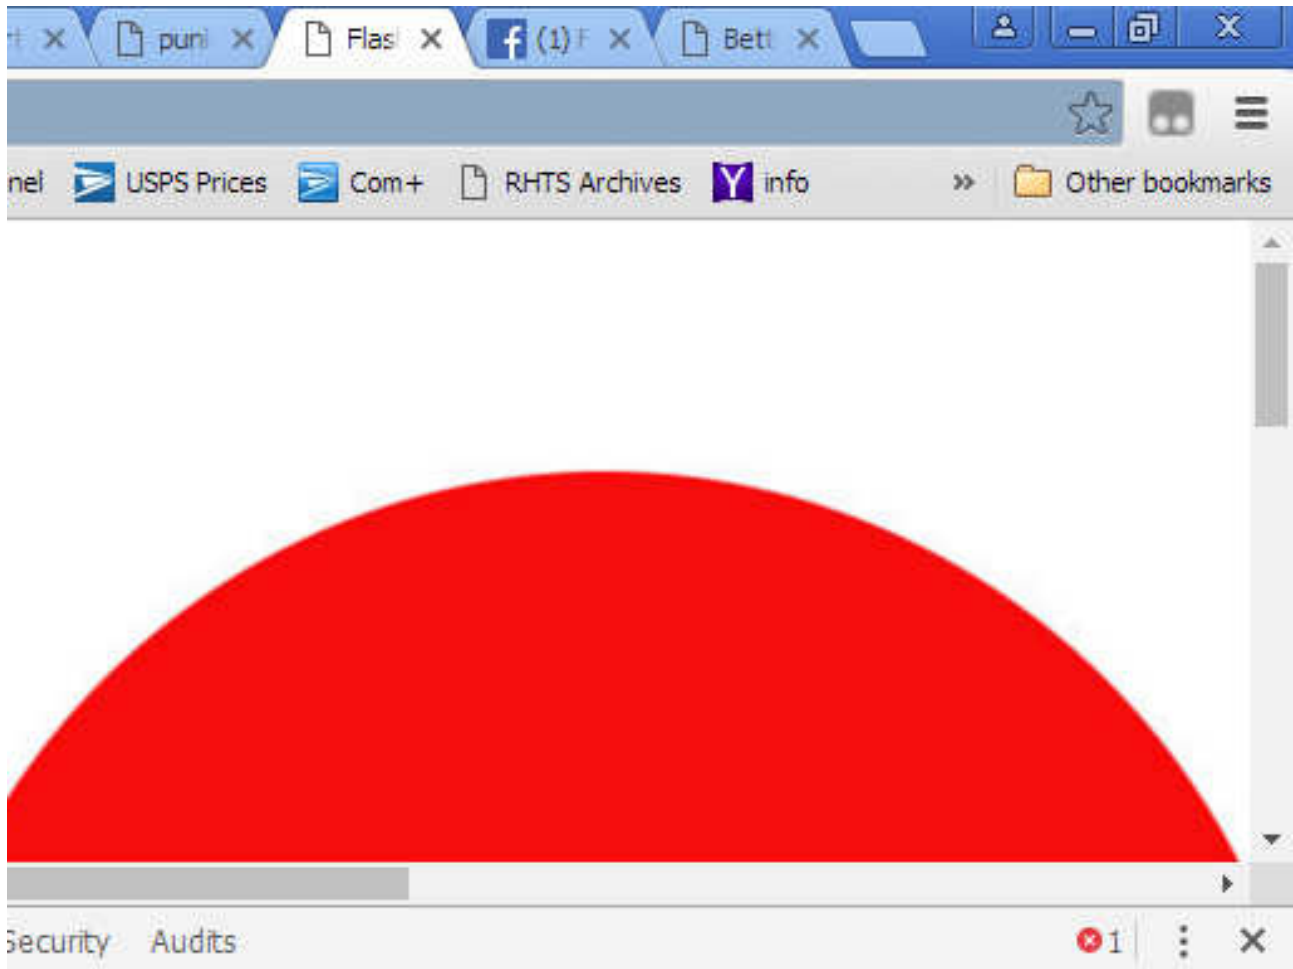 puni Flas (1) F Bett
nel USPS Prices Com+ RHTS Archives info » Other bookmarks
Security Audits 1